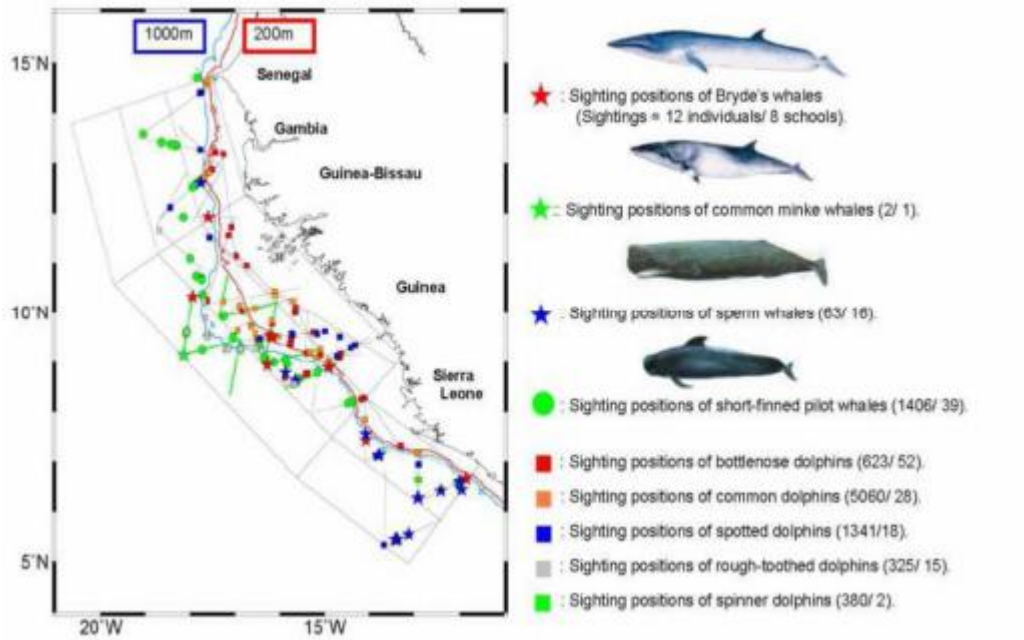 1000m
200m
15°N
Senegal
Gambia
Guinea-Bissau
Guinea
10°N
Sierra
Leone
5°N
20°W
15°W
: Sighting positions of Bryde's whales
(Sightings = 12 individuals/ 8 schools).
: Sighting positions of common minke whales (2/ 1).
: Sighting positions of sperm whales (63/ 16).
: Sighting positions of short-finned pilot whales (1406/ 39).
: Sighting positions of bottlenose dolphins (623/ 52).
: Sighting positions of common dolphins (5060/ 28).
: Sighting positions of spotted dolphins (1341/18).
: Sighting positions of rough-toothed dolphins (325/ 15).
: Sighting positions of spinner dolphins (380/ 2).